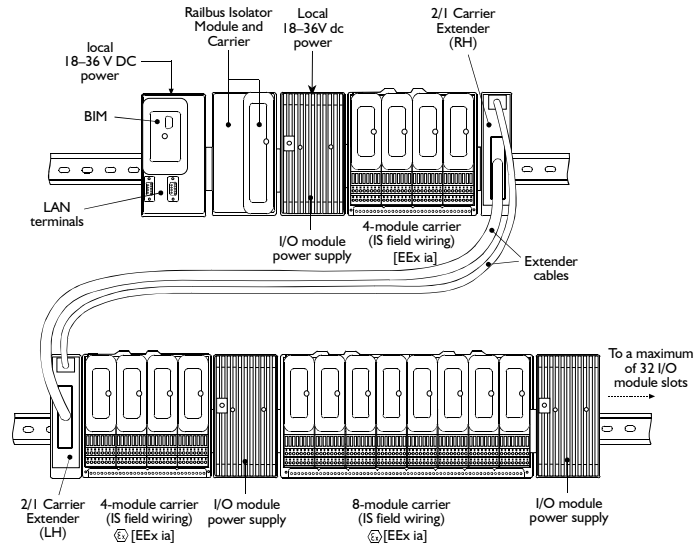 local
18–36 V DC
power
Railbus Isolator
Module and
Carrier
Local
18–36V dc
power
2/1 Carrier
Extender
(RH)
BIM
LAN
terminals
I/O module
power supply
4-module carrier
(IS field wiring)
[EEx ia]
Extender
cables
To a maximum
of 32 I/O
module slots
2/1 Carrier
Extender
(LH)
4-module carrier
(IS field wiring)
[EEx ia]
I/O module
power supply
8-module carrier
(IS field wiring)
[EEx ia]
I/O module
power supply